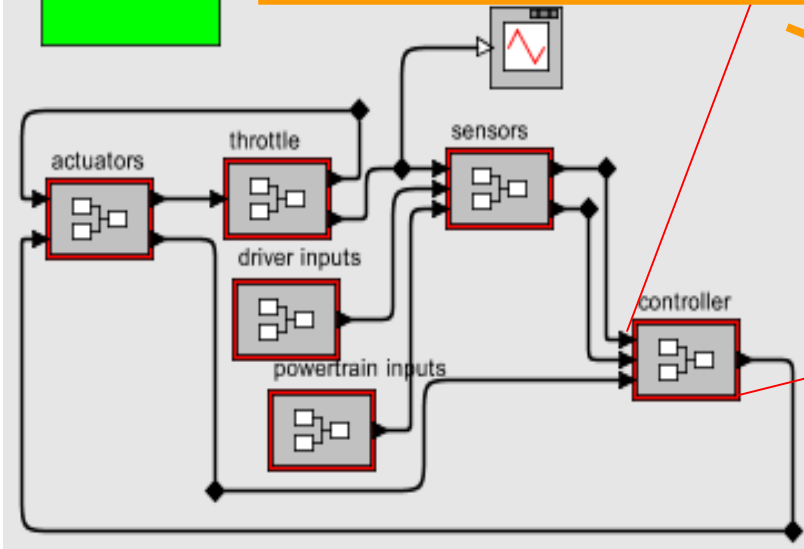 sensors
throttle
actuators
driver inputs
controller
powertrain inputs